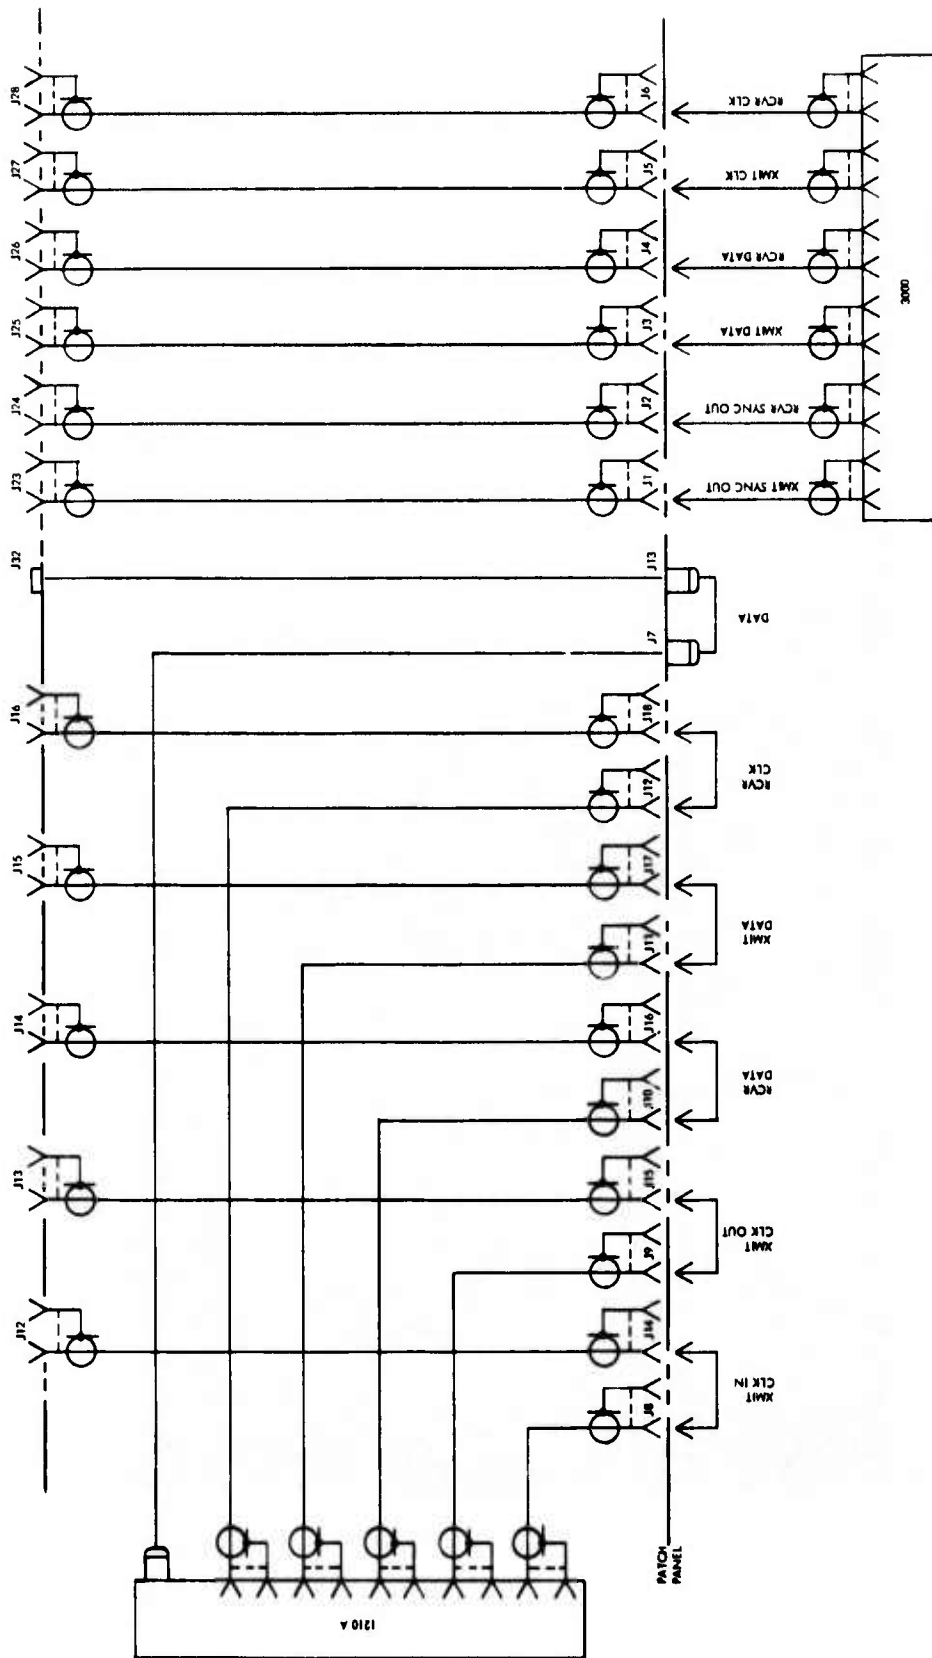 J28
J27
J26
J25
J24
J23
J32
J16
J15
J14
J13
J12
J6
J5
J4
J3
J2
J1
J13
J7
J18
J12
J17
J11
J16
J10
J15
J9
J14
J8
RCVR CLK
XMIT CLK
RCVR DATA
XMIT DATA
RCVR SYNC OUT
XMIT SYNC OUT
DATA
RCVR
CLK
XMIT
DATA
RCVR
DATA
XMIT
CLK OUT
XMIT
CLK IN
3000
PATCH
PANEL
1210 A